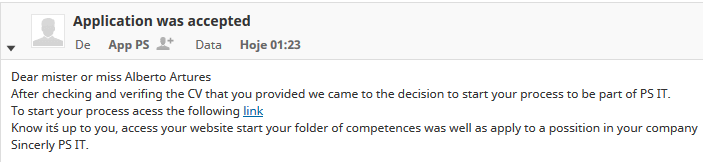 Application was accepted
De App PS Data Hoje 01:23
Dear mister or miss Alberto Artures
After checking and verifing the CV that you provided we came to the decision to start your process to be part of PS IT.
To start your process acess the following link
Know itś up to you, access your website start your folder of competences was well as apply to a possition in your company
Sincerly PS IT.